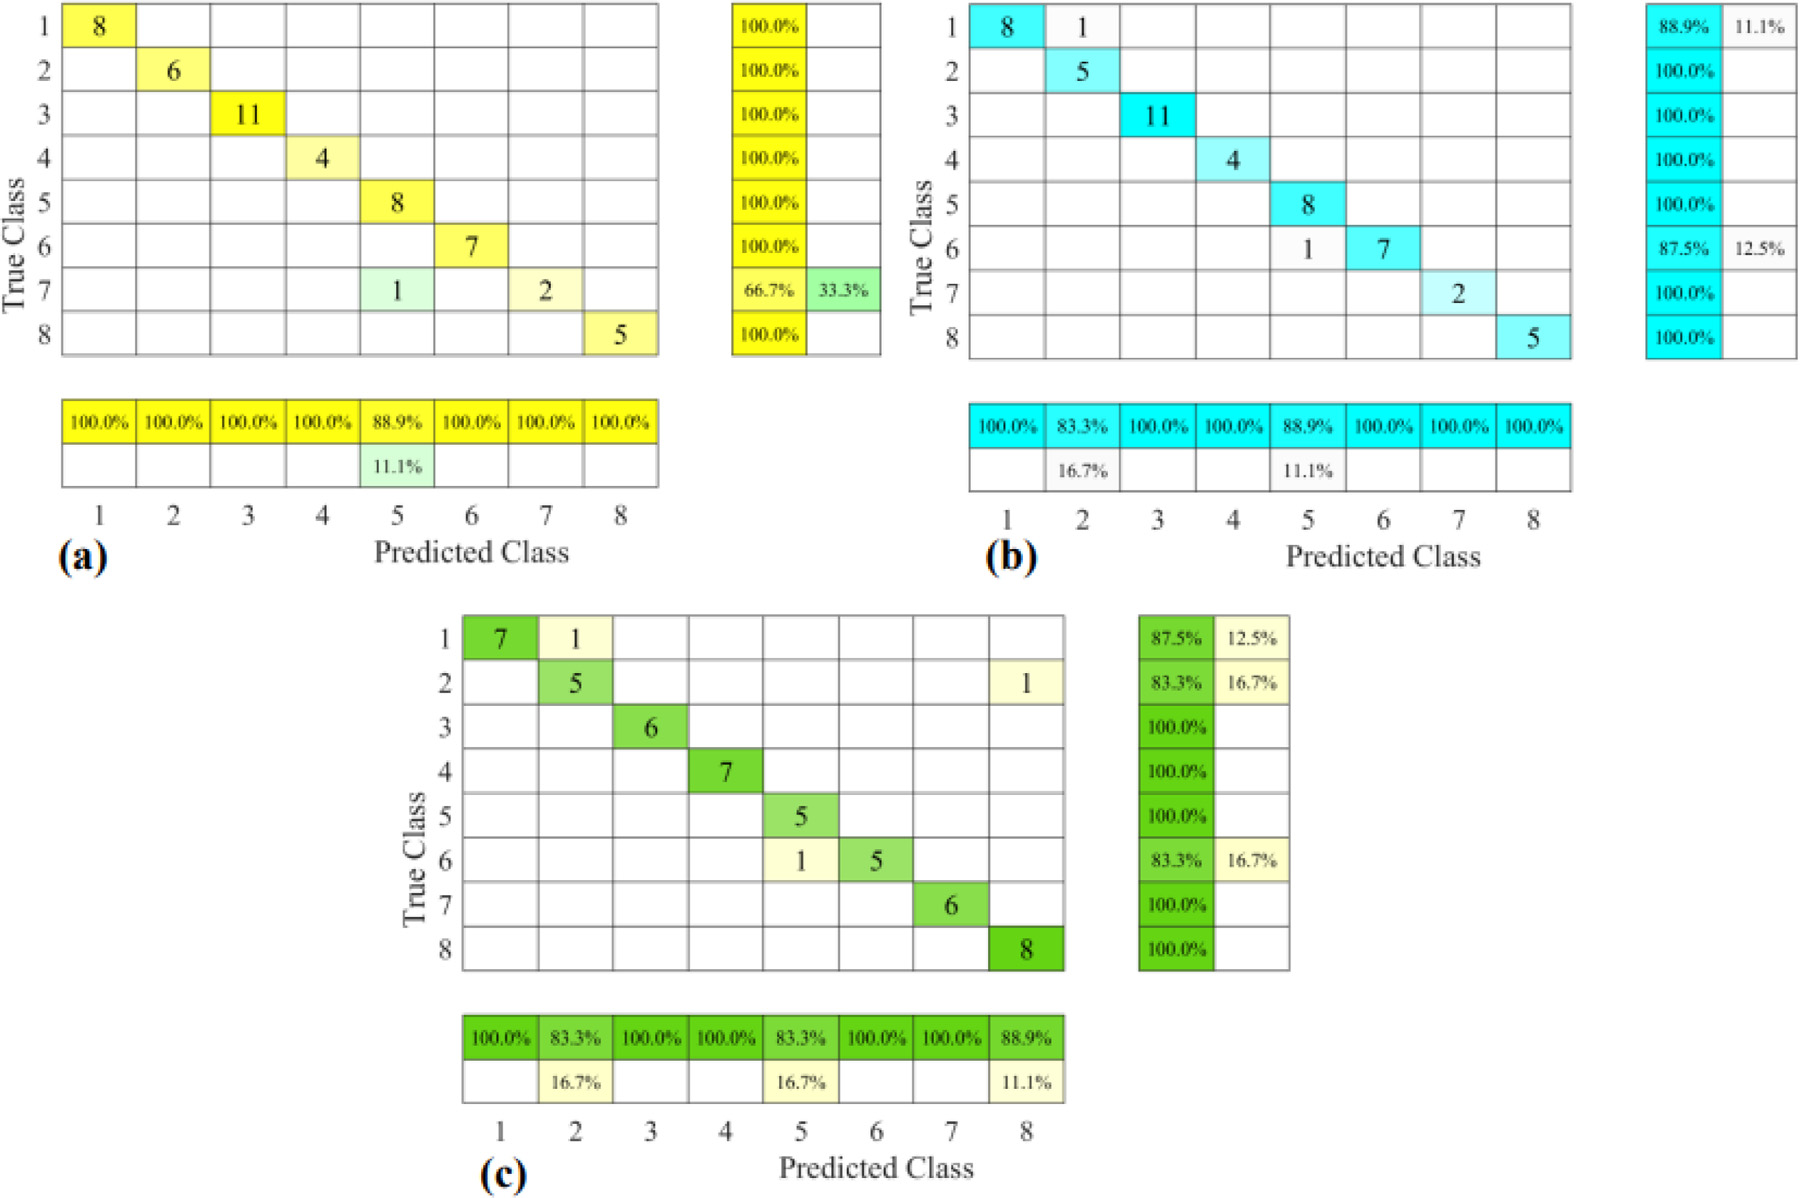 1 8 100.0%
2 6 100.0%
3 11 100.0%
4 4 100.0%
5 8 100.0%
6 7 100.0%
7 1 2 66.7% 33.3%
8 5 100.0%
True Class
100.0% 100.0% 100.0% 100.0% 88.9% 100.0% 100.0% 100.0%
11.1%
1 2 3 4 5 6 7 8
Predicted Class
(a)
1 8 1 88.9% 11.1%
2 5 100.0%
3 11 100.0%
4 4 100.0%
5 8 100.0%
6 1 7 87.5% 12.5%
7 2 100.0%
8 5 100.0%
True Class
100.0% 83.3% 100.0% 100.0% 88.9% 100.0% 100.0% 100.0%
16.7% 11.1%
1 2 3 4 5 6 7 8
Predicted Class
(b)
1 7 1 87.5% 12.5%
2 5 1 83.3% 16.7%
3 6 100.0%
4 7 100.0%
5 5 100.0%
6 1 5 83.3% 16.7%
7 6 100.0%
8 8 100.0%
True Class
100.0% 83.3% 100.0% 100.0% 83.3% 100.0% 100.0% 88.9%
16.7% 16.7% 11.1%
1 2 3 4 5 6 7 8
Predicted Class
(c)